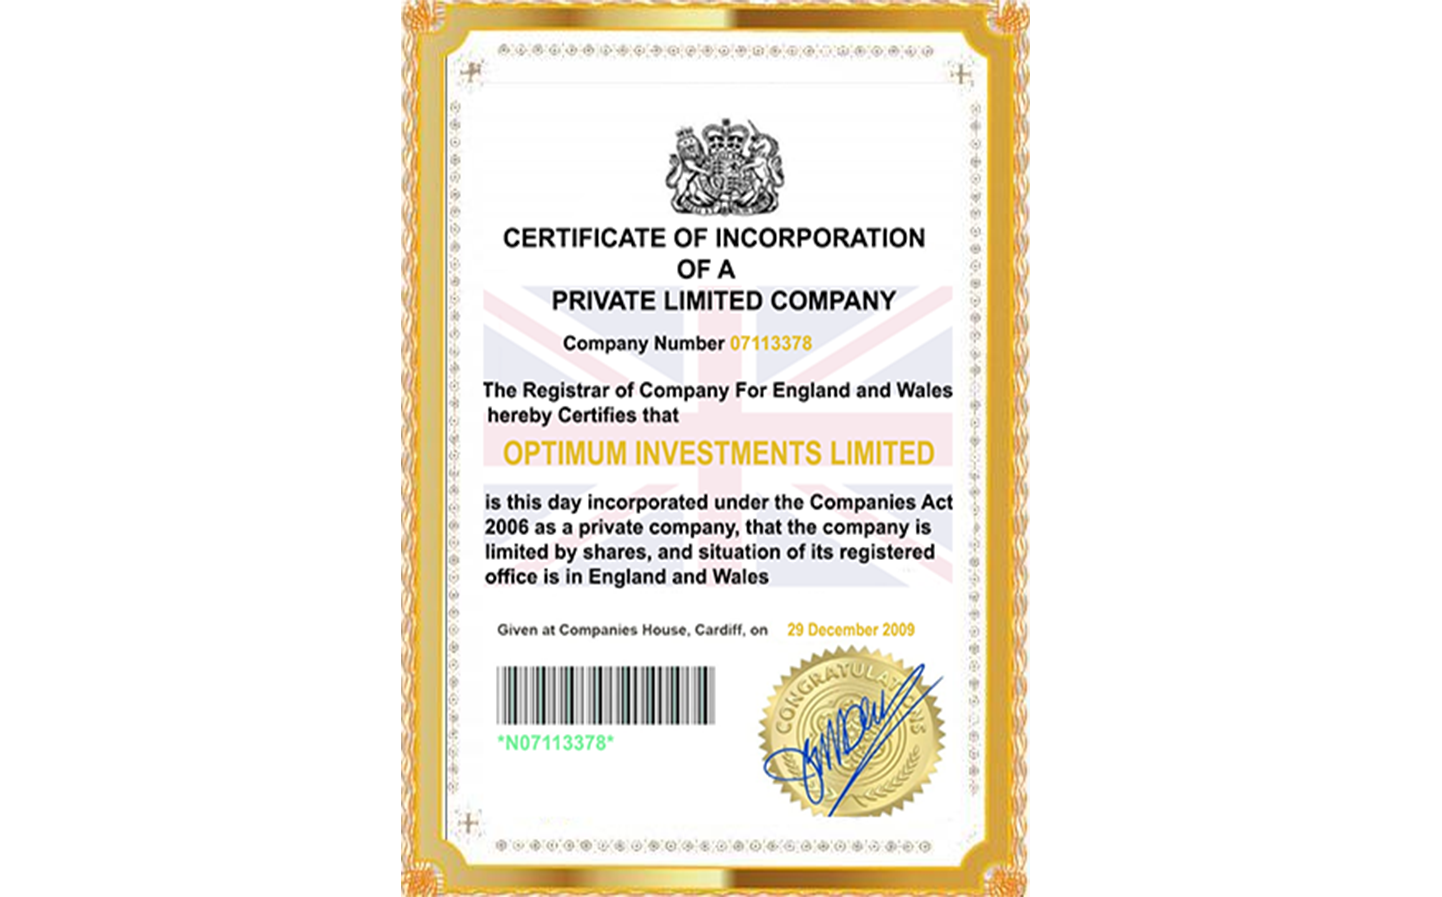 CERTIFICATE OF INCORPORATION
OF A
PRIVATE LIMITED COMPANY
Company Number 07113378
The Registrar of Company For England and Wales
hereby Certifies that
OPTIMUM INVESTMENTS LIMITED
is this day incorporated under the Companies Act
2006 as a private company, that the company is
limited by shares, and situation of its registered
office is in England and Wales
Given at Companies House, Cardiff, on 29 December 2009
*N07113378*
CONGRATULATIONS